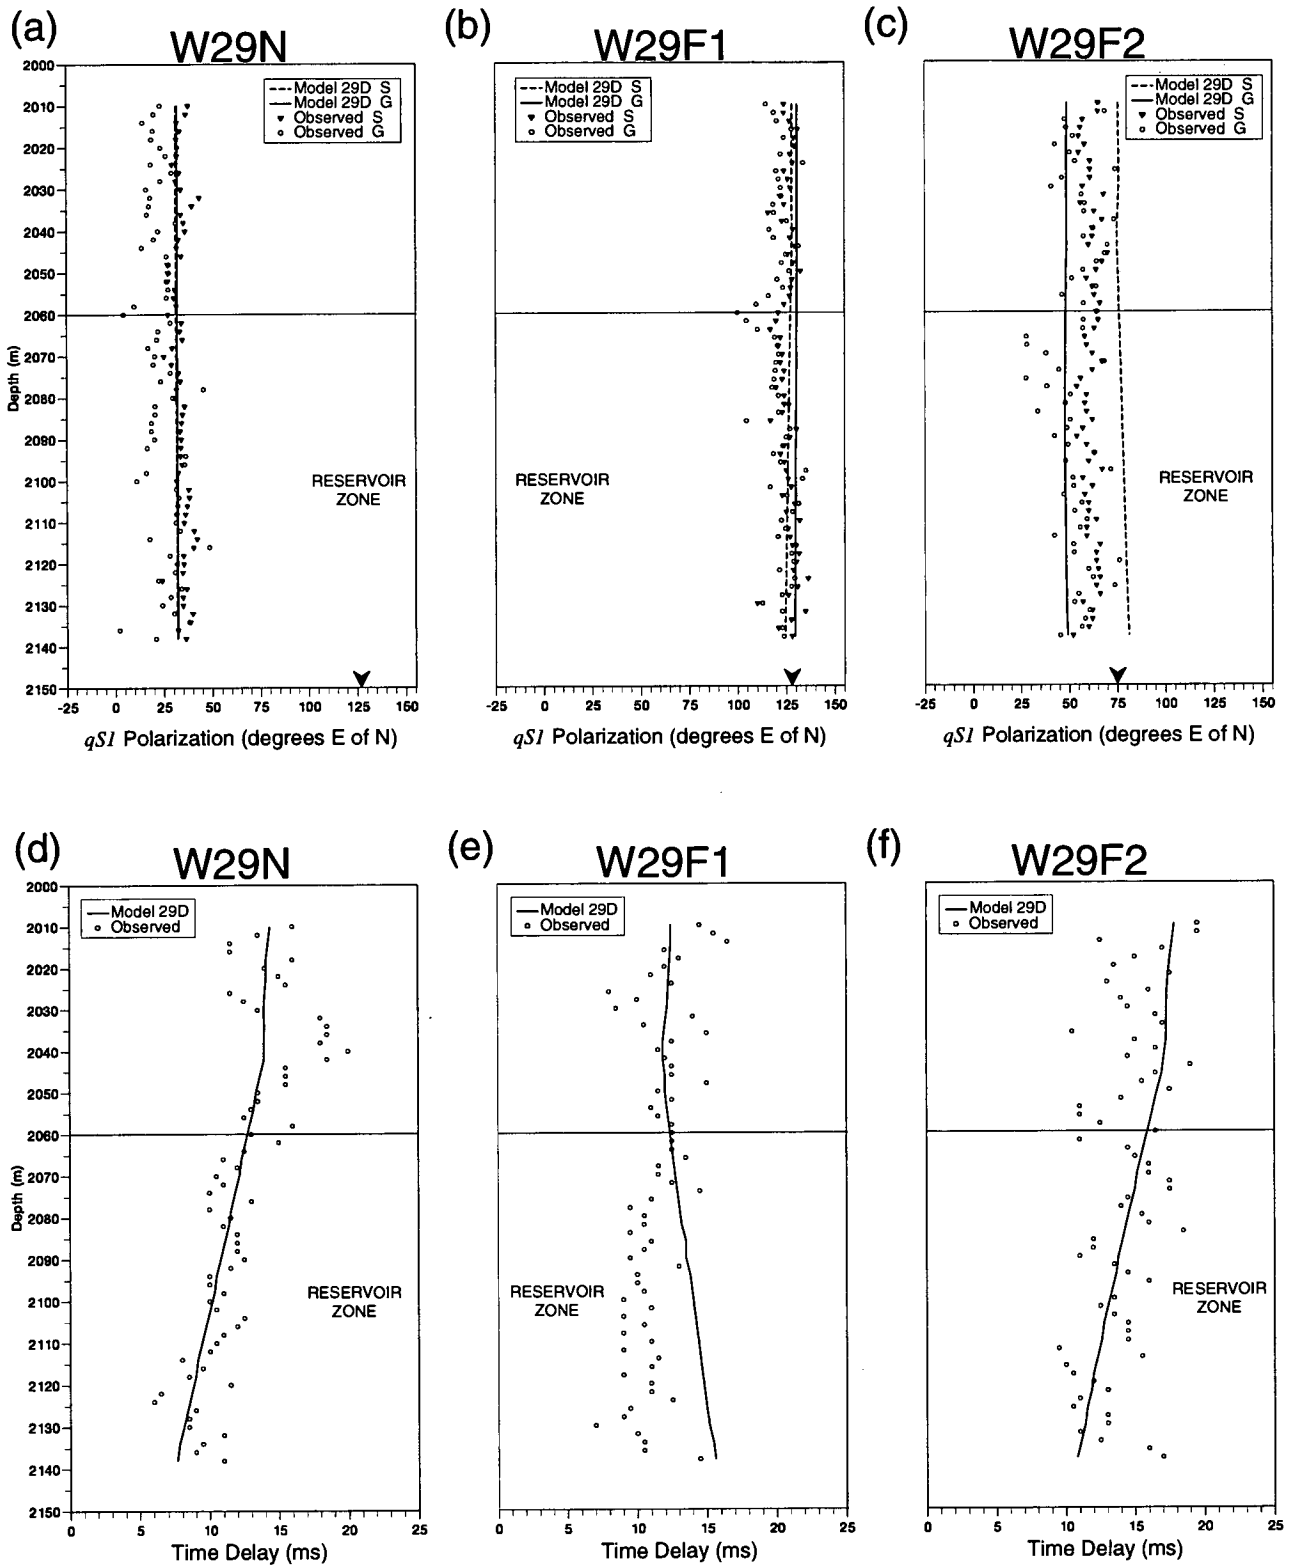 (a)
W29N
Model 29D S
Model 29D G
Observed S
Observed G
2000
2010
2020
2030
2040
2050
2060
2070
2080
2090
2100
2110
2120
2130
2140
2150
Depth (m)
RESERVOIR
ZONE
-25 0 25 50 75 100 125 150
qS1 Polarization (degrees E of N)
(b)
W29F1
Model 29D S
Model 29D G
Observed S
Observed G
RESERVOIR
ZONE
-25 0 25 50 75 100 125 150
qS1 Polarization (degrees E of N)
(c)
W29F2
Model 29D S
Model 29D G
Observed S
Observed G
RESERVOIR
ZONE
-25 0 25 50 75 100 125 150
qS1 Polarization (degrees E of N)
(d)
W29N
Model 29D
Observed
2000
2010
2020
2030
2040
2050
2060
2070
2080
2090
2100
2110
2120
2130
2140
2150
Depth (m)
RESERVOIR
ZONE
0 5 10 15 20 25
Time Delay (ms)
(e)
W29F1
Model 29D
Observed
RESERVOIR
ZONE
0 5 10 15 20 25
Time Delay (ms)
(f)
W29F2
Model 29D
Observed
RESERVOIR
ZONE
0 5 10 15 20 25
Time Delay (ms)